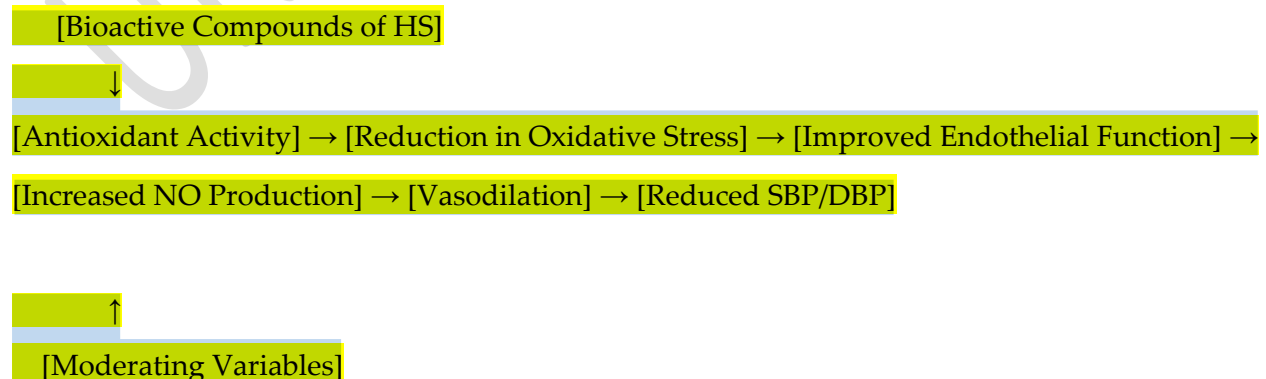 [Bioactive Compounds of HS]
↓
[Antioxidant Activity] → [Reduction in Oxidative Stress] → [Improved Endothelial Function] →
[Increased NO Production] → [Vasodilation] → [Reduced SBP/DBP]
↑
[Moderating Variables]